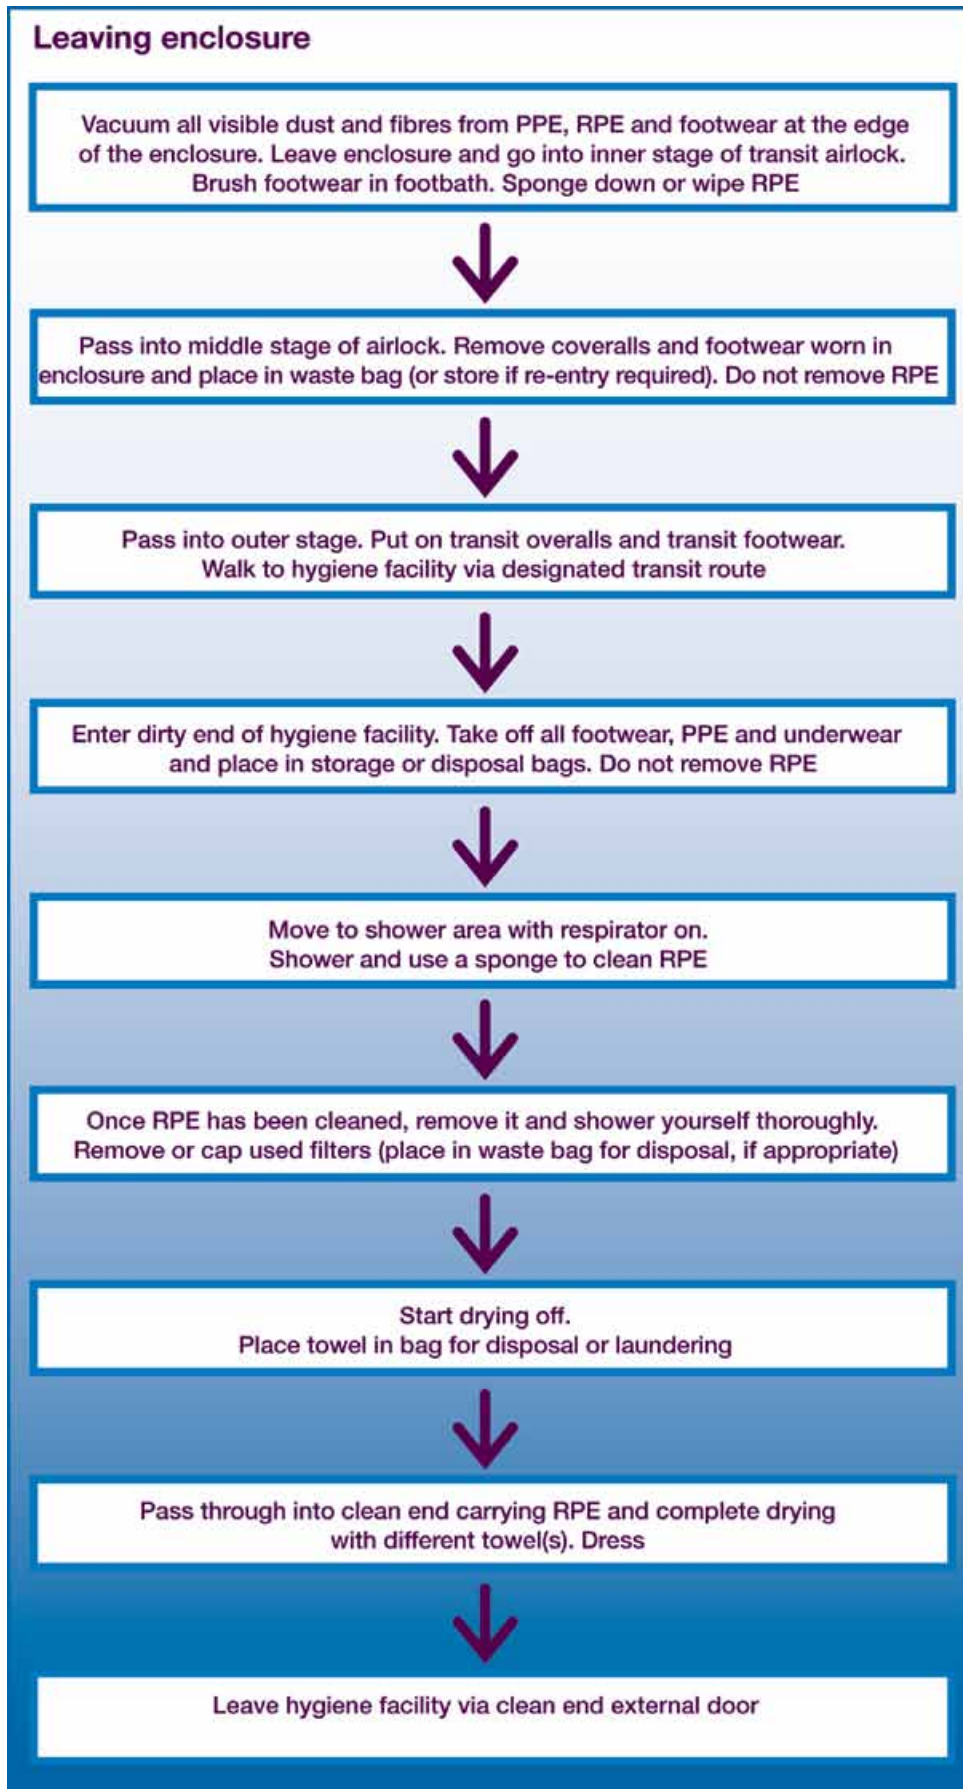 Leaving enclosure
Vacuum all visible dust and fibres from PPE, RPE and footwear at the edge
of the enclosure. Leave enclosure and go into inner stage of transit airlock.
Brush footwear in footbath. Sponge down or wipe RPE
Pass into middle stage of airlock. Remove coveralls and footwear worn in
enclosure and place in waste bag (or store if re-entry required). Do not remove RPE
Pass into outer stage. Put on transit overalls and transit footwear.
Walk to hygiene facility via designated transit route
Enter dirty end of hygiene facility. Take off all footwear, PPE and underwear
and place in storage or disposal bags. Do not remove RPE
Move to shower area with respirator on.
Shower and use a sponge to clean RPE
Once RPE has been cleaned, remove it and shower yourself thoroughly.
Remove or cap used filters (place in waste bag for disposal, if appropriate)
Start drying off.
Place towel in bag for disposal or laundering
Pass through into clean end carrying RPE and complete drying
with different towel(s). Dress
Leave hygiene facility via clean end external door